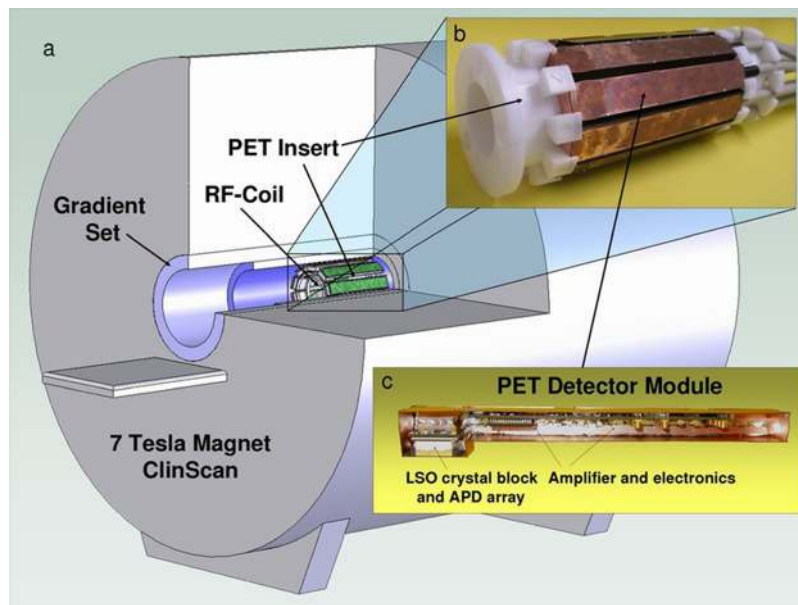 a
b
PET Insert
RF-Coil
Gradient
Set
7 Tesla Magnet
ClinScan
c
PET Detector Module
LSO crystal block
and APD array
Amplifier and electronics